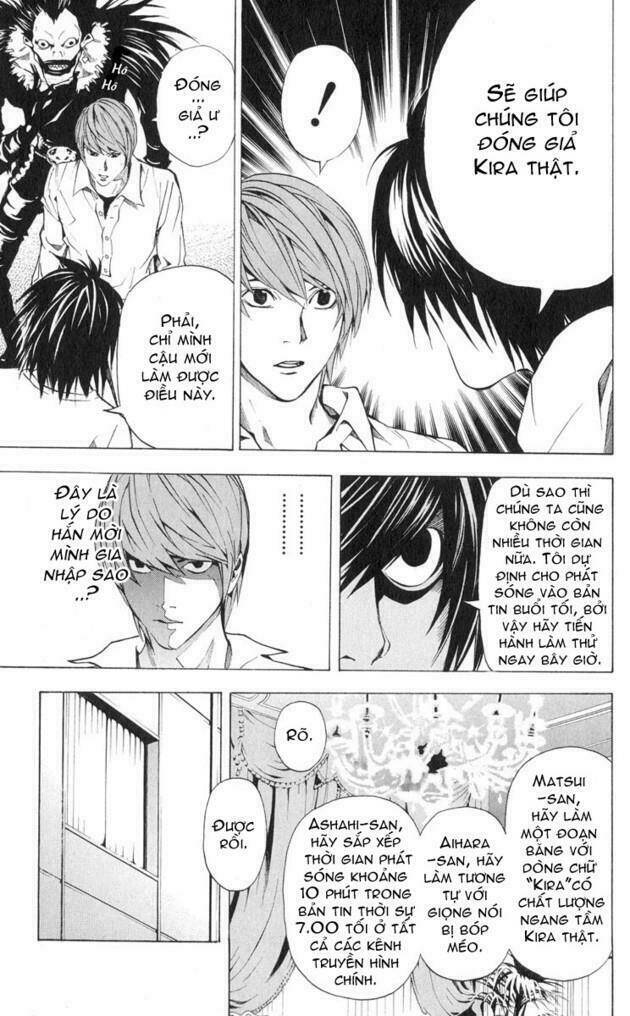 SẼ GIÚP
CHÚNG TÔI
ĐÓNG GIẢ
KIRA THẬT.
!
ĐÓNG
...
GIẢ Ư
..?
HÔ
HÔ
PHẢI,
CHỈ MÌNH
CẬU MỚI
LÀM ĐƯỢC
ĐIỀU NÀY.
DÙ SAO THÌ
CHÚNG TA CŨNG
KHÔNG CÒN
NHIỀU THỜI GIAN
NỮA. TÔI DỰ
ĐỊNH CHO PHÁT
SÓNG VÀO BẢN
TIN BUỔI TỐI, BỞI
VẬY HÃY TIẾN
HÀNH LÀM THỬ
NGAY BÂY GIỜ.
........
ĐÂY LÀ
LÝ DO
HẮN MỜI
MÌNH GIA
NHẬP SAO
..?
MATSUI
-SAN,
HÃY LÀM
MỘT ĐOẠN
BĂNG VỚI
DÒNG CHỮ
"KIRA"CÓ
CHẤT LƯỢNG
NGANG TẦM
KIRA THẬT.
AIHARA
-SAN, HÃY
LÀM TƯƠNG
TỰ VỚI
GIỌNG NÓI
BỊ BÓP
MÉO.
ASHAHI-SAN,
HÃY SẮP XẾP
THỜI GIAN PHÁT
SÓNG KHOẢNG
10 PHÚT TRONG
BẢN TIN THỜI SỰ
7.00 TỐI Ở TẤT
CẢ CÁC KÊNH
TRUYỀN HÌNH
CHÍNH.
RÕ.
ĐƯỢC
RỒI.